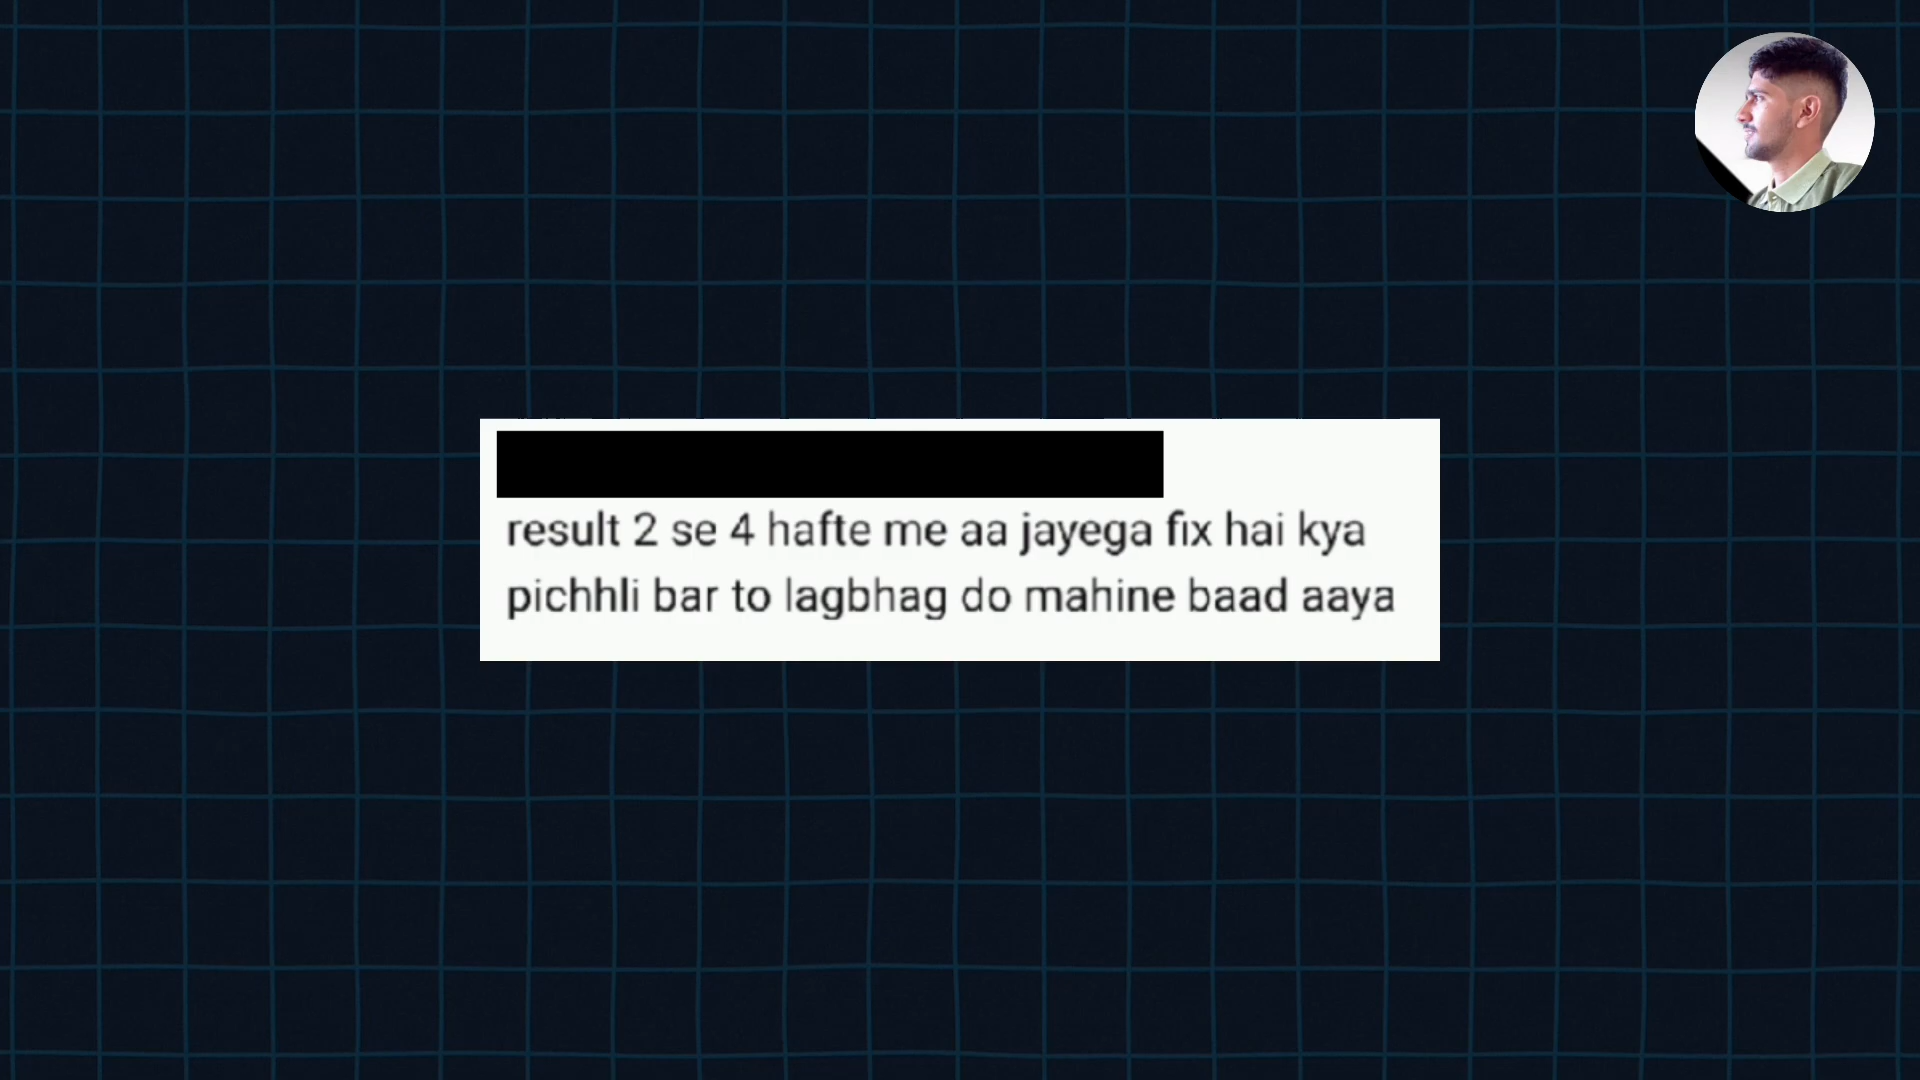 result 2 se 4 hafte me aa jayega fix hai kya
pichhli bar to lagbhag do mahine baad aaya